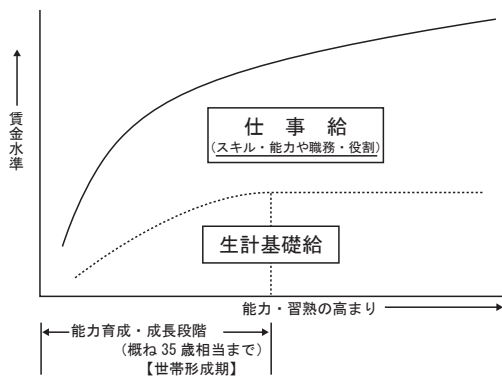 賃金水準
仕 事 給
(スキル・能力や職務・役割)
生計基礎給
能力・習熟の高まり
能力育成・成長段階
(概ね 35 歳相当まで)
【世帯形成期】